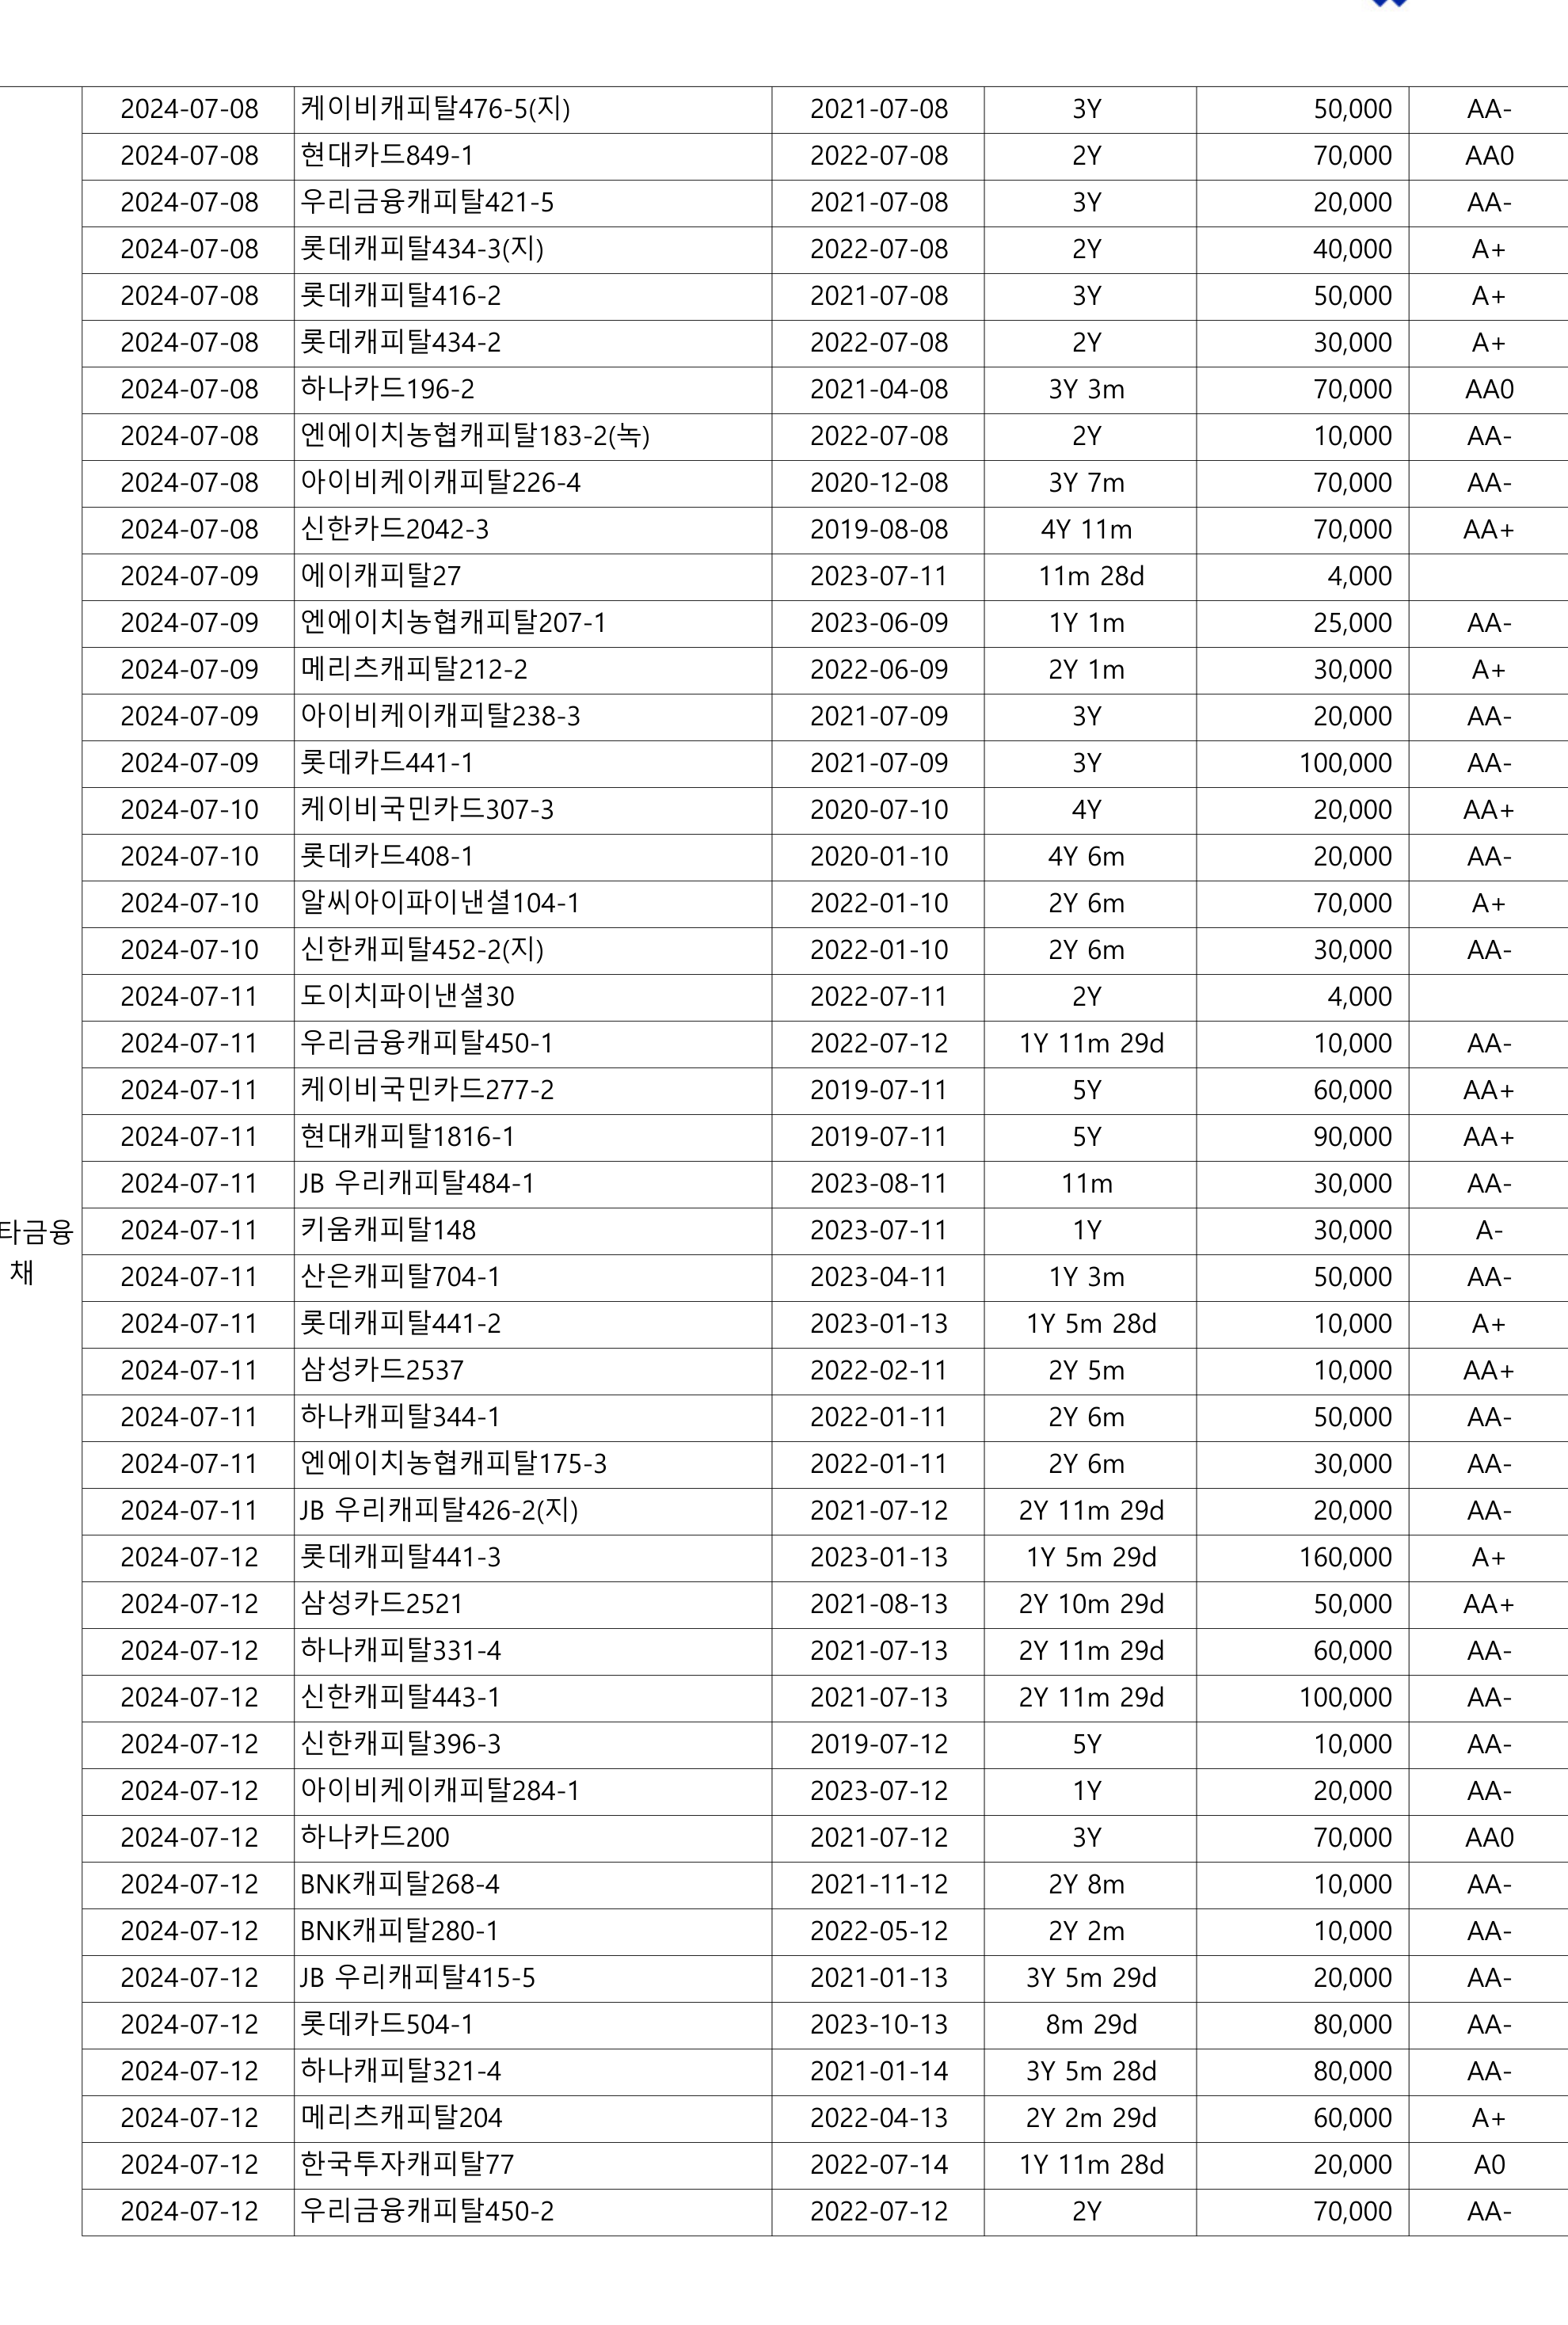 2024-07-08 케이비캐피탈476-5(지) 2021-07-08 3Y 50,000 AA-
2024-07-08 현대카드849-1 2022-07-08 2Y 70,000 AA0
2024-07-08 우리금융캐피탈421-5 2021-07-08 3Y 20,000 AA-
2024-07-08 롯데캐피탈434-3(지) 2022-07-08 2Y 40,000 A+
2024-07-08 롯데캐피탈416-2 2021-07-08 3Y 50,000 A+
2024-07-08 롯데캐피탈434-2 2022-07-08 2Y 30,000 A+
2024-07-08 하나카드196-2 2021-04-08 3Y 3m 70,000 AA0
2024-07-08 엔에이치농협캐피탈183-2(녹) 2022-07-08 2Y 10,000 AA-
2024-07-08 아이비케이캐피탈226-4 2020-12-08 3Y 7m 70,000 AA-
2024-07-08 신한카드2042-3 2019-08-08 4Y 11m 70,000 AA+
2024-07-09 에이캐피탈27 2023-07-11 11m 28d 4,000
2024-07-09 엔에이치농협캐피탈207-1 2023-06-09 1Y 1m 25,000 AA-
2024-07-09 메리츠캐피탈212-2 2022-06-09 2Y 1m 30,000 A+
2024-07-09 아이비케이캐피탈238-3 2021-07-09 3Y 20,000 AA-
2024-07-09 롯데카드441-1 2021-07-09 3Y 100,000 AA-
2024-07-10 케이비국민카드307-3 2020-07-10 4Y 20,000 AA+
2024-07-10 롯데카드408-1 2020-01-10 4Y 6m 20,000 AA-
2024-07-10 알씨아이파이낸셜104-1 2022-01-10 2Y 6m 70,000 A+
2024-07-10 신한캐피탈452-2(지) 2022-01-10 2Y 6m 30,000 AA-
2024-07-11 도이치파이낸셜30 2022-07-11 2Y 4,000
2024-07-11 우리금융캐피탈450-1 2022-07-12 1Y 11m 29d 10,000 AA-
2024-07-11 케이비국민카드277-2 2019-07-11 5Y 60,000 AA+
2024-07-11 현대캐피탈1816-1 2019-07-11 5Y 90,000 AA+
2024-07-11 JB 우리캐피탈484-1 2023-08-11 11m 30,000 AA-
타금융
채
2024-07-11 키움캐피탈148 2023-07-11 1Y 30,000 A-
2024-07-11 산은캐피탈704-1 2023-04-11 1Y 3m 50,000 AA-
2024-07-11 롯데캐피탈441-2 2023-01-13 1Y 5m 28d 10,000 A+
2024-07-11 삼성카드2537 2022-02-11 2Y 5m 10,000 AA+
2024-07-11 하나캐피탈344-1 2022-01-11 2Y 6m 50,000 AA-
2024-07-11 엔에이치농협캐피탈175-3 2022-01-11 2Y 6m 30,000 AA-
2024-07-11 JB 우리캐피탈426-2(지) 2021-07-12 2Y 11m 29d 20,000 AA-
2024-07-12 롯데캐피탈441-3 2023-01-13 1Y 5m 29d 160,000 A+
2024-07-12 삼성카드2521 2021-08-13 2Y 10m 29d 50,000 AA+
2024-07-12 하나캐피탈331-4 2021-07-13 2Y 11m 29d 60,000 AA-
2024-07-12 신한캐피탈443-1 2021-07-13 2Y 11m 29d 100,000 AA-
2024-07-12 신한캐피탈396-3 2019-07-12 5Y 10,000 AA-
2024-07-12 아이비케이캐피탈284-1 2023-07-12 1Y 20,000 AA-
2024-07-12 하나카드200 2021-07-12 3Y 70,000 AA0
2024-07-12 BNK캐피탈268-4 2021-11-12 2Y 8m 10,000 AA-
2024-07-12 BNK캐피탈280-1 2022-05-12 2Y 2m 10,000 AA-
2024-07-12 JB 우리캐피탈415-5 2021-01-13 3Y 5m 29d 20,000 AA-
2024-07-12 롯데카드504-1 2023-10-13 8m 29d 80,000 AA-
2024-07-12 하나캐피탈321-4 2021-01-14 3Y 5m 28d 80,000 AA-
2024-07-12 메리츠캐피탈204 2022-04-13 2Y 2m 29d 60,000 A+
2024-07-12 한국투자캐피탈77 2022-07-14 1Y 11m 28d 20,000 A0
2024-07-12 우리금융캐피탈450-2 2022-07-12 2Y 70,000 AA-